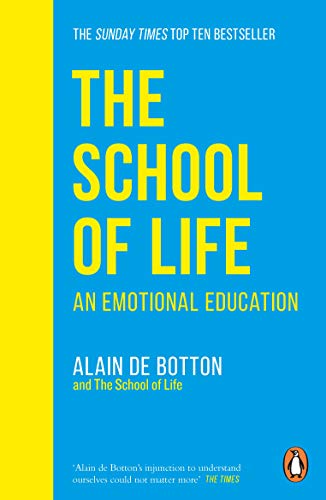 THE SUNDAY TIMES TOP TEN BESTSELLER
THE
SCHOOL
OF LIFE
AN EMOTIONAL EDUCATION
ALAIN DE BOTTON
and The School of Life
‘Alain de Botton’s injunction to understand
ourselves could not matter more’ THE TIMES